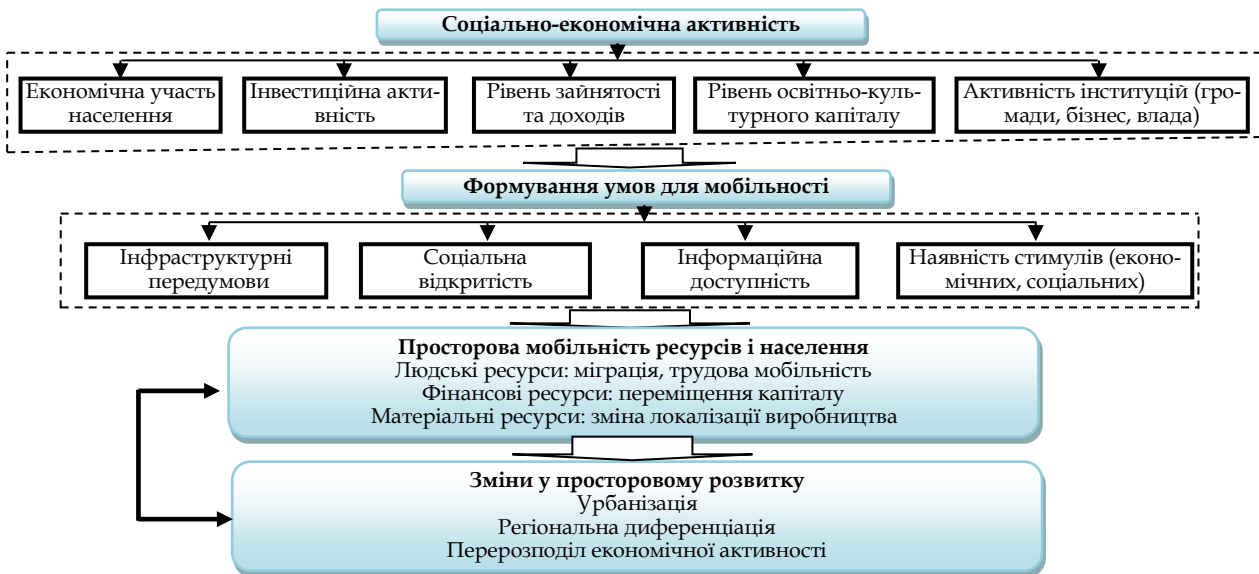 Соціально-економічна активність
Економічна участь
населення
Інвестиційна акти-
вність
Рівень зайнятості
та доходів
Рівень освітньо-куль-
турного капіталу
Активність інституцій (гро-
мади, бізнес, влада)
Формування умов для мобільності
Інфраструктурні
передумови
Соціальна
відкритість
Інформаційна
доступність
Наявність стимулів (еконо-
мічних, соціальних)
Просторова мобільність ресурсів і населення
Людські ресурси: міграція, трудова мобільність
Фінансові ресурси: переміщення капіталу
Матеріальні ресурси: зміна локалізації виробництва
Зміни у просторовому розвитку
Урбанізація
Регіональна диференціація
Перерозподіл економічної активності